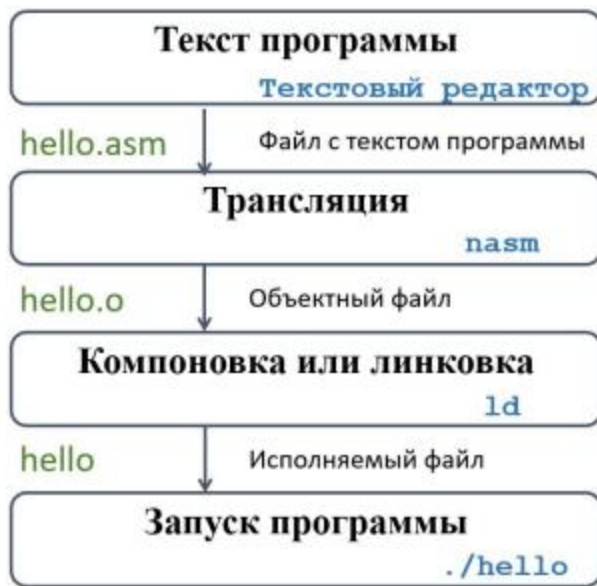 Текст программы
Текстовый редактор
hello.asm Файл с текстом программы
Трансляция
nasm
hello.o Объектный файл
Компоновка или линковка
ld
hello Исполняемый файл
Запуск программы
./hello